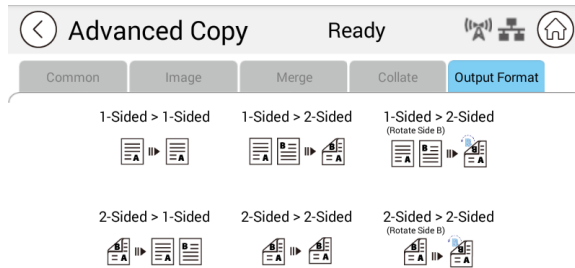 Advanced Copy Ready
Common Image Merge Collate Output Format
1-Sided > 1-Sided 1-Sided > 2-Sided 1-Sided > 2-Sided
(Rotate Side B)
A A A B B A A B B A
2-Sided > 1-Sided 2-Sided > 2-Sided 2-Sided > 2-Sided
(Rotate Side B)
B A A B B A B A B A B A